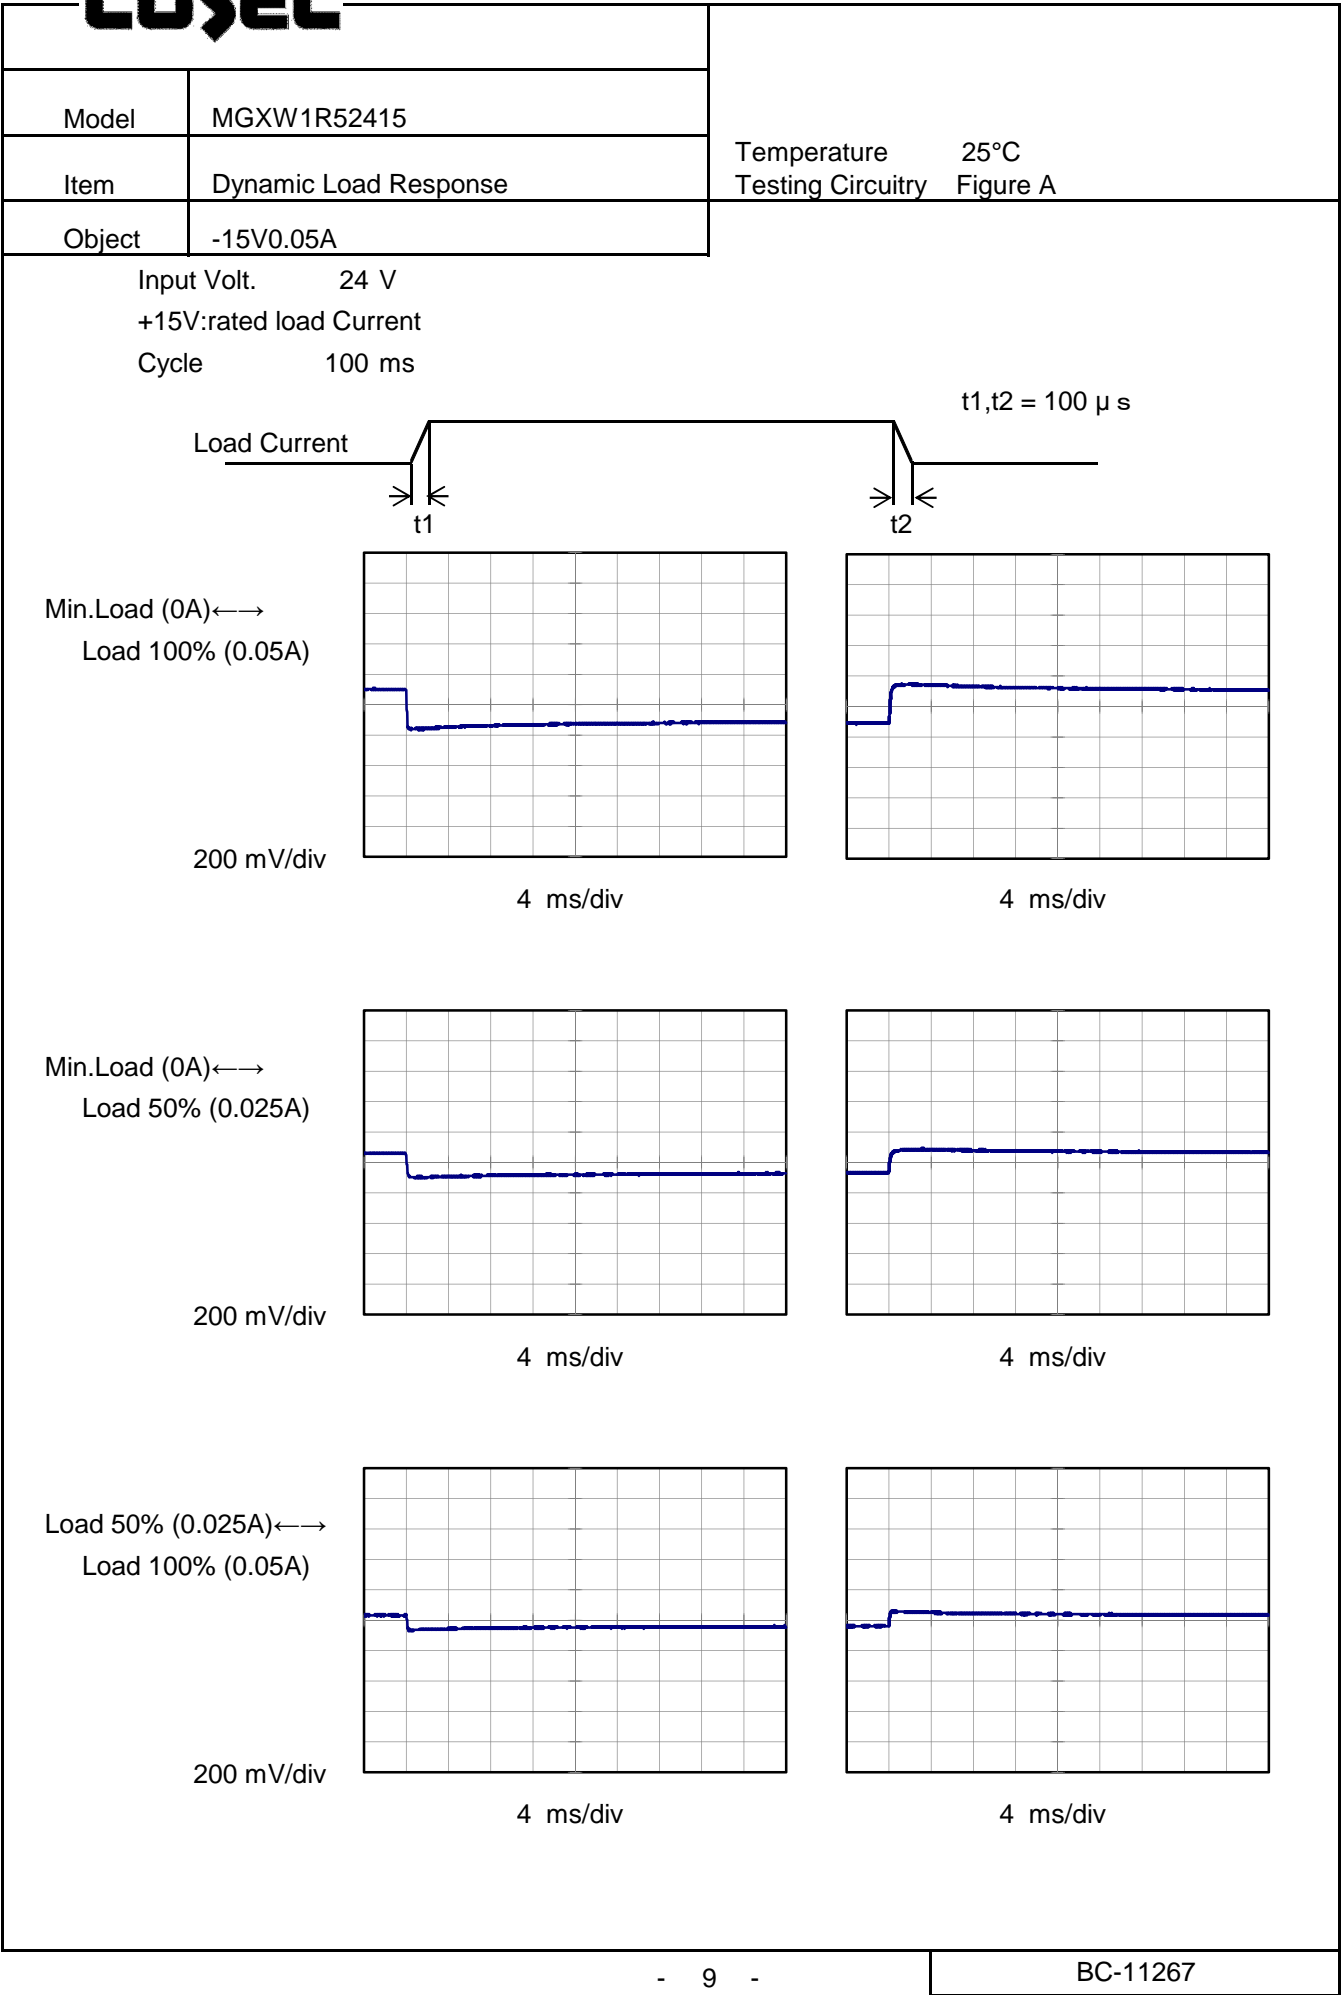 COSEL
Model MGXW1R52415
Item Dynamic Load Response
Object -15V0.05A
Temperature 25°C
Testing Circuitry Figure A
Input Volt. 24 V
+15V:rated load Current
Cycle 100 ms
t1,t2 = 100 μs
Load Current
t1 t2
Min.Load (0A)←→
Load 100% (0.05A)
200 mV/div
4 ms/div 4 ms/div
Min.Load (0A)←→
Load 50% (0.025A)
200 mV/div
4 ms/div 4 ms/div
Load 50% (0.025A)←→
Load 100% (0.05A)
200 mV/div
4 ms/div 4 ms/div
- 9 -
BC-11267